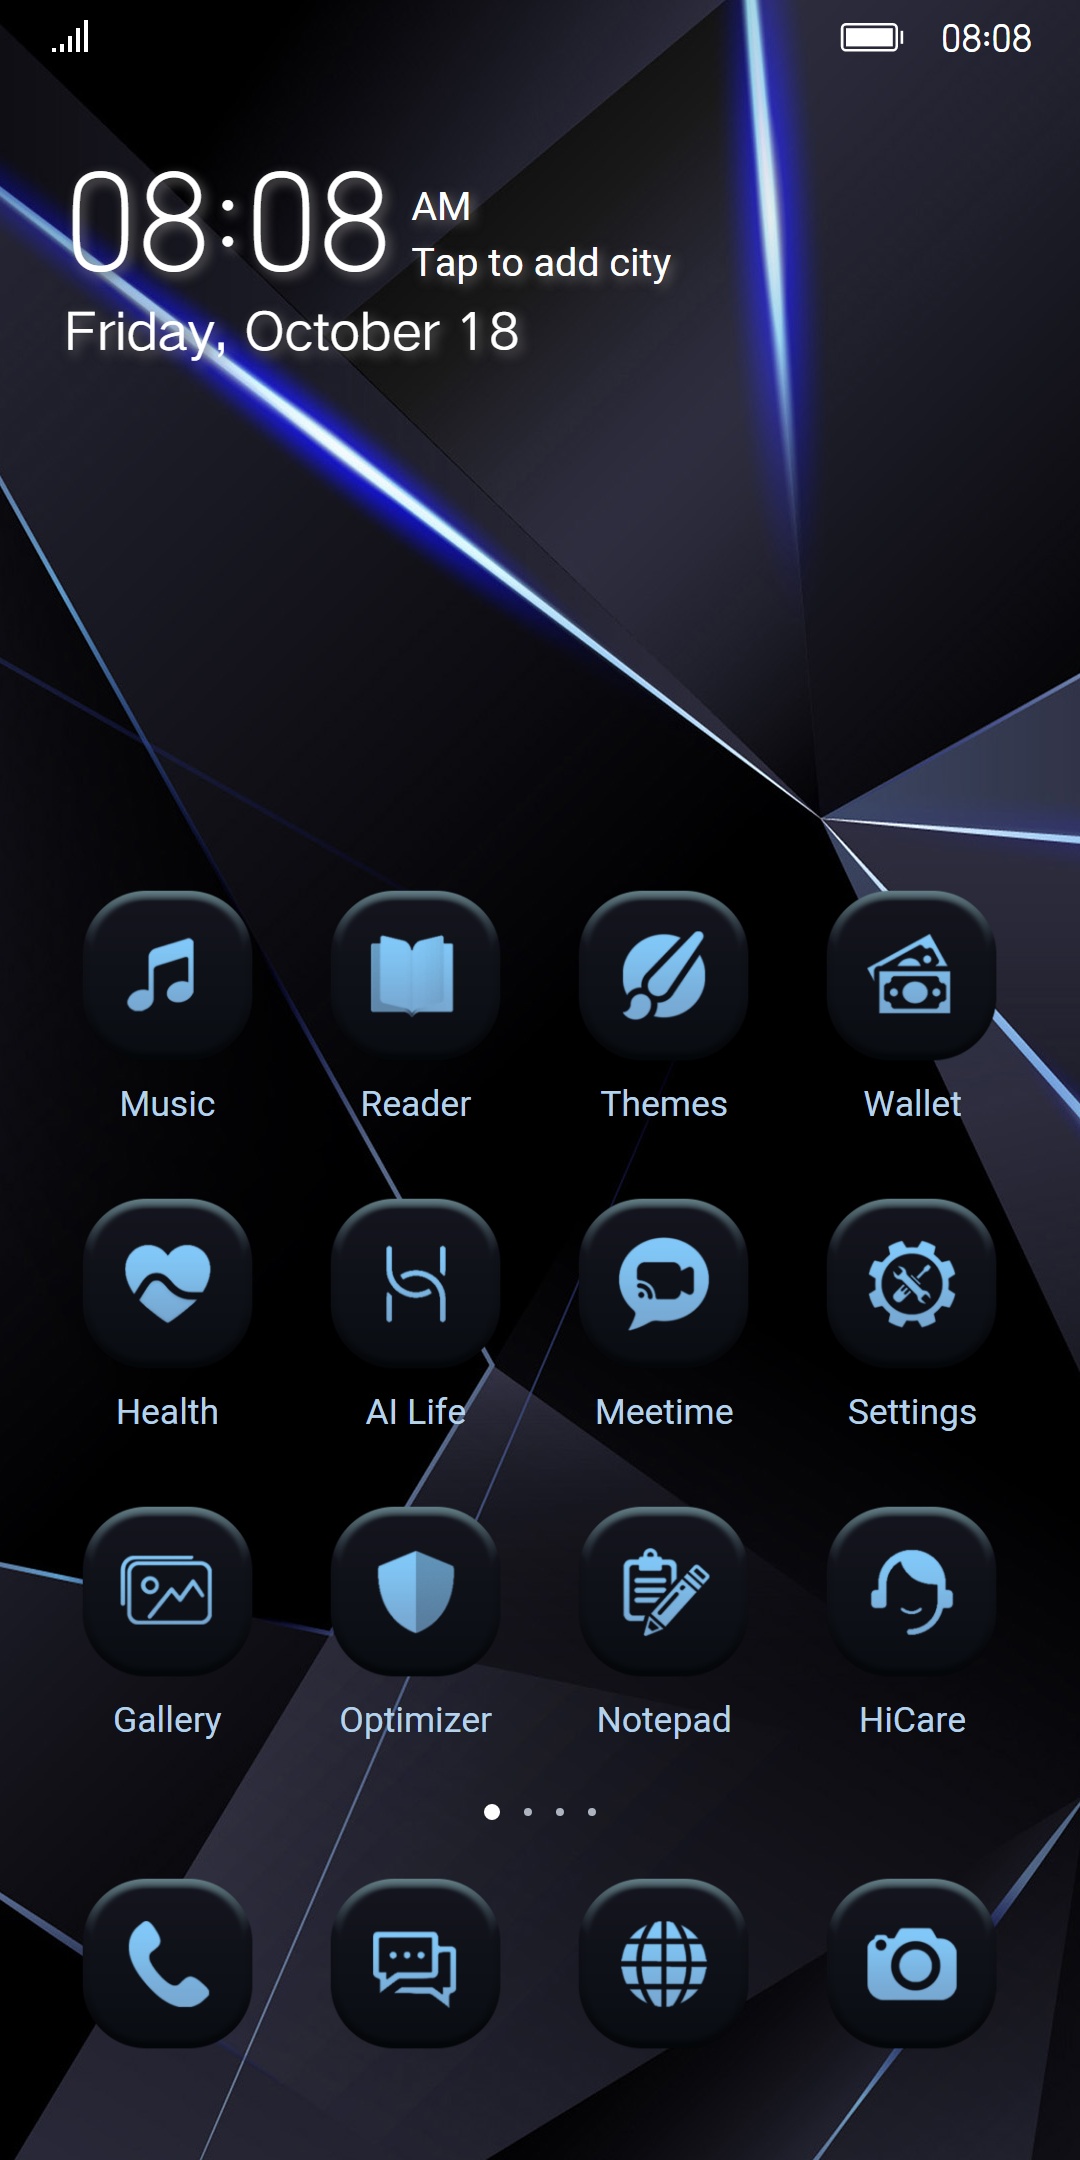 08:08
08:08 AM
Tap to add city
Friday, October 18
Music Reader Themes Wallet
Health AI Life Meetime Settings
Gallery Optimizer Notepad HiCare